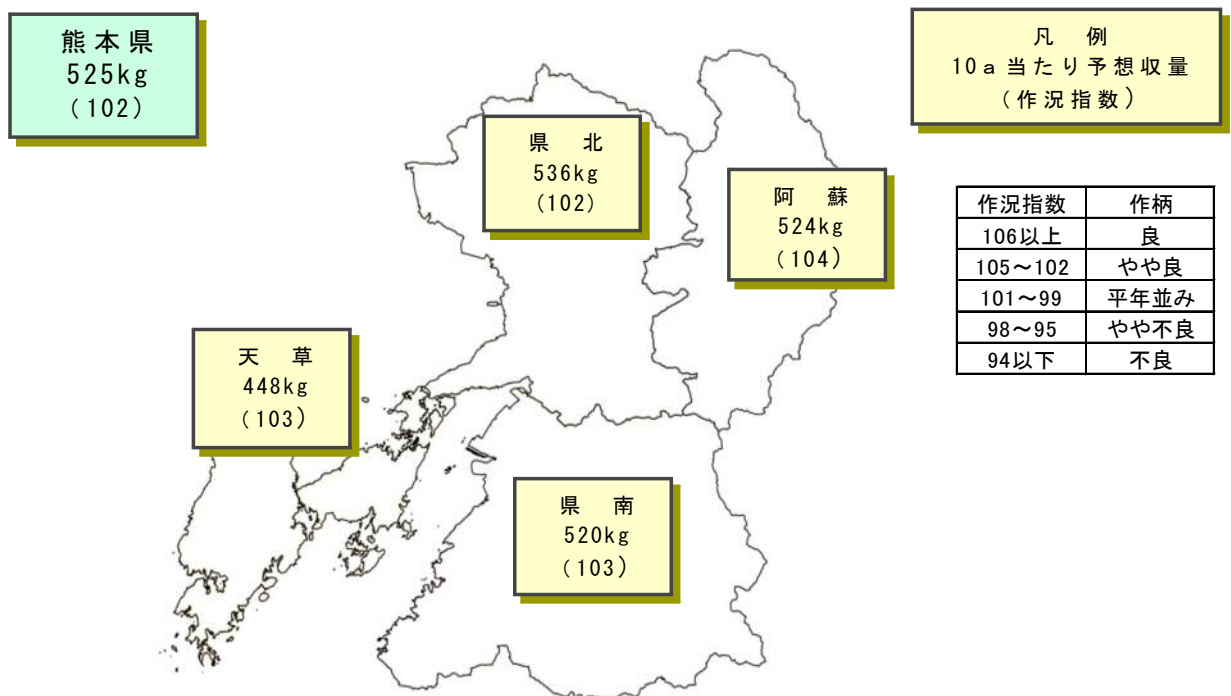 熊本県
525kg
(102)
凡 例
10a当たり予想収量
(作況指数)
県 北
536kg
(102)
阿 蘇
524kg
(104)
作況指数 作柄
106以上 良
105～102 やや良
101～99 平年並み
98～95 やや不良
94以下 不良
天 草
448kg
(103)
県 南
520kg
(103)